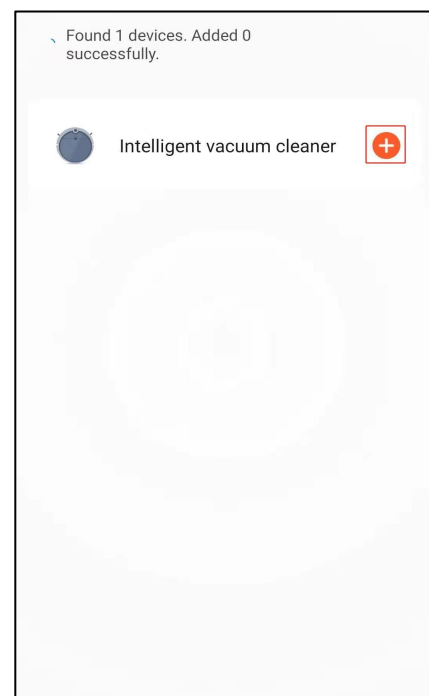 Found 1 devices. Added 0
successfully.
Intelligent vacuum cleaner